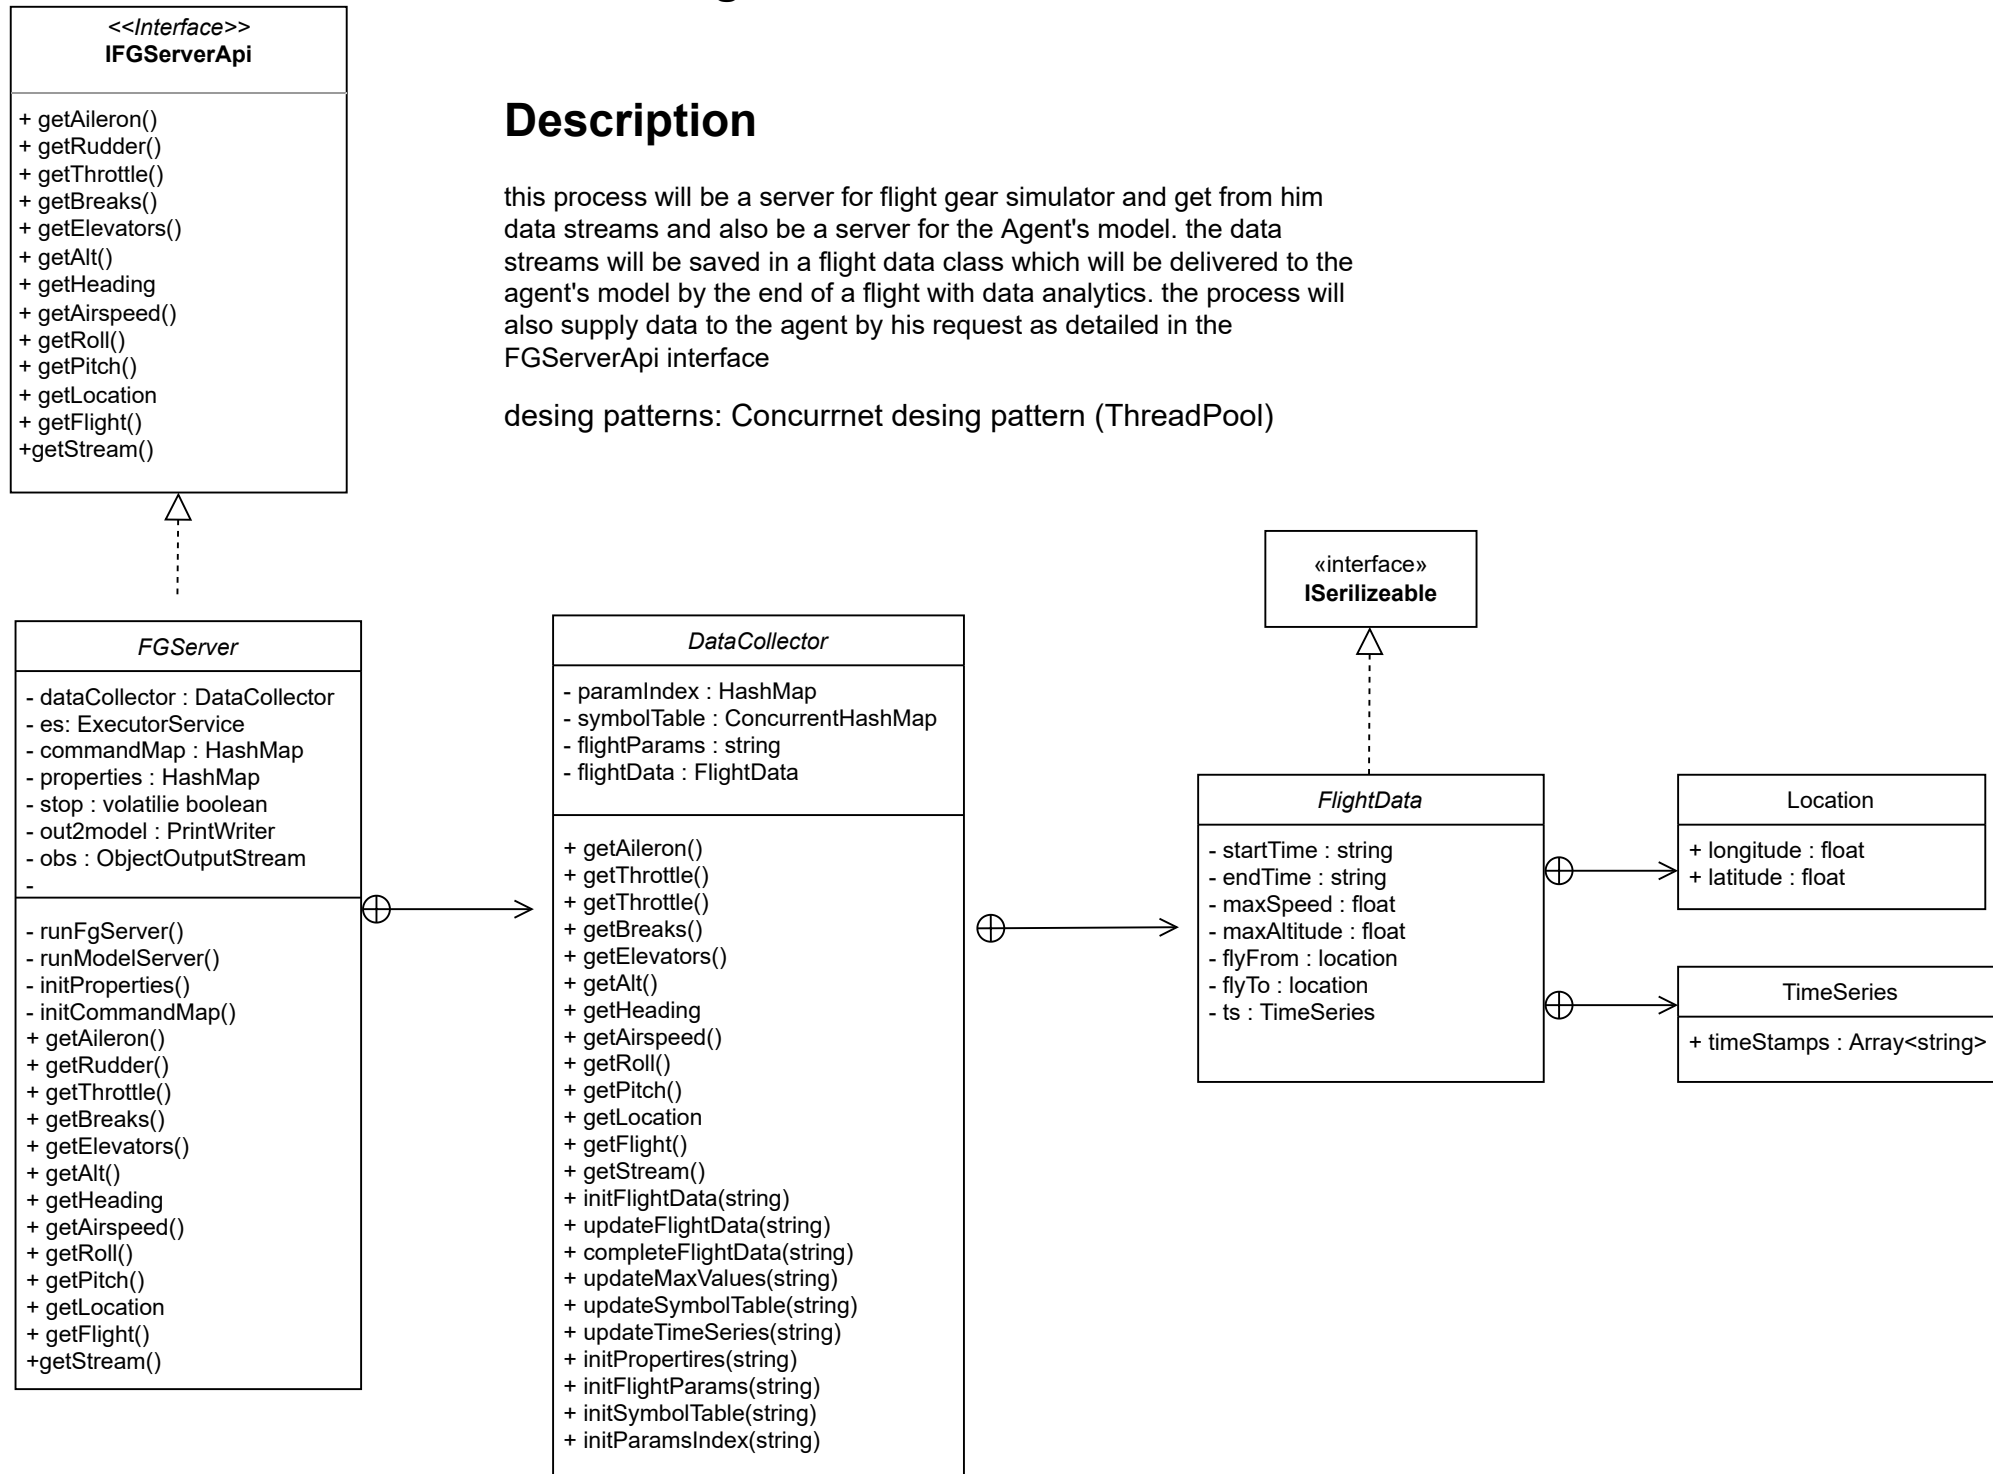 <<Interface>>
IFGServerApi
+ getAileron()
+ getRudder()
+ getThrottle()
+ getBreaks()
+ getElevators()
+ getAlt()
+ getHeading
+ getAirspeed()
+ getRoll()
+ getPitch()
+ getLocation
+ getFlight()
+getStream()
Description
this process will be a server for flight gear simulator and get from him
data streams and also be a server for the Agent's model. the data
streams will be saved in a flight data class which will be delivered to the
agent's model by the end of a flight with data analytics. the process will
also supply data to the agent by his request as detailed in the
FGServerApi interface
desing patterns: Concurrnet desing pattern (ThreadPool)
FGServer
- dataCollector : DataCollector
- es: ExecutorService
- commandMap : HashMap
- properties : HashMap
- stop : volatilie boolean
- out2model : PrintWriter
- obs : ObjectOutputStream
-
- runFgServer()
- runModelServer()
- initProperties()
- initCommandMap()
+ getAileron()
+ getRudder()
+ getThrottle()
+ getBreaks()
+ getElevators()
+ getAlt()
+ getHeading
+ getAirspeed()
+ getRoll()
+ getPitch()
+ getLocation
+ getFlight()
+getStream()
DataCollector
- paramIndex : HashMap
- symbolTable : ConcurrentHashMap
- flightParams : string
- flightData : FlightData
+ getAileron()
+ getThrottle()
+ getThrottle()
+ getBreaks()
+ getElevators()
+ getAlt()
+ getHeading
+ getAirspeed()
+ getRoll()
+ getPitch()
+ getLocation
+ getFlight()
+ getStream()
+ initFlightData(string)
+ updateFlightData(string)
+ completeFlightData(string)
+ updateMaxValues(string)
+ updateSymbolTable(string)
+ updateTimeSeries(string)
+ initPropertires(string)
+ initFlightParams(string)
+ initSymbolTable(string)
+ initParamsIndex(string)
«interface»
ISerilizeable
FlightData
- startTime : string
- endTime : string
- maxSpeed : float
- maxAltitude : float
- flyFrom : location
- flyTo : location
- ts : TimeSeries
Location
+ longitude : float
+ latitude : float
TimeSeries
+ timeStamps : Array<string>